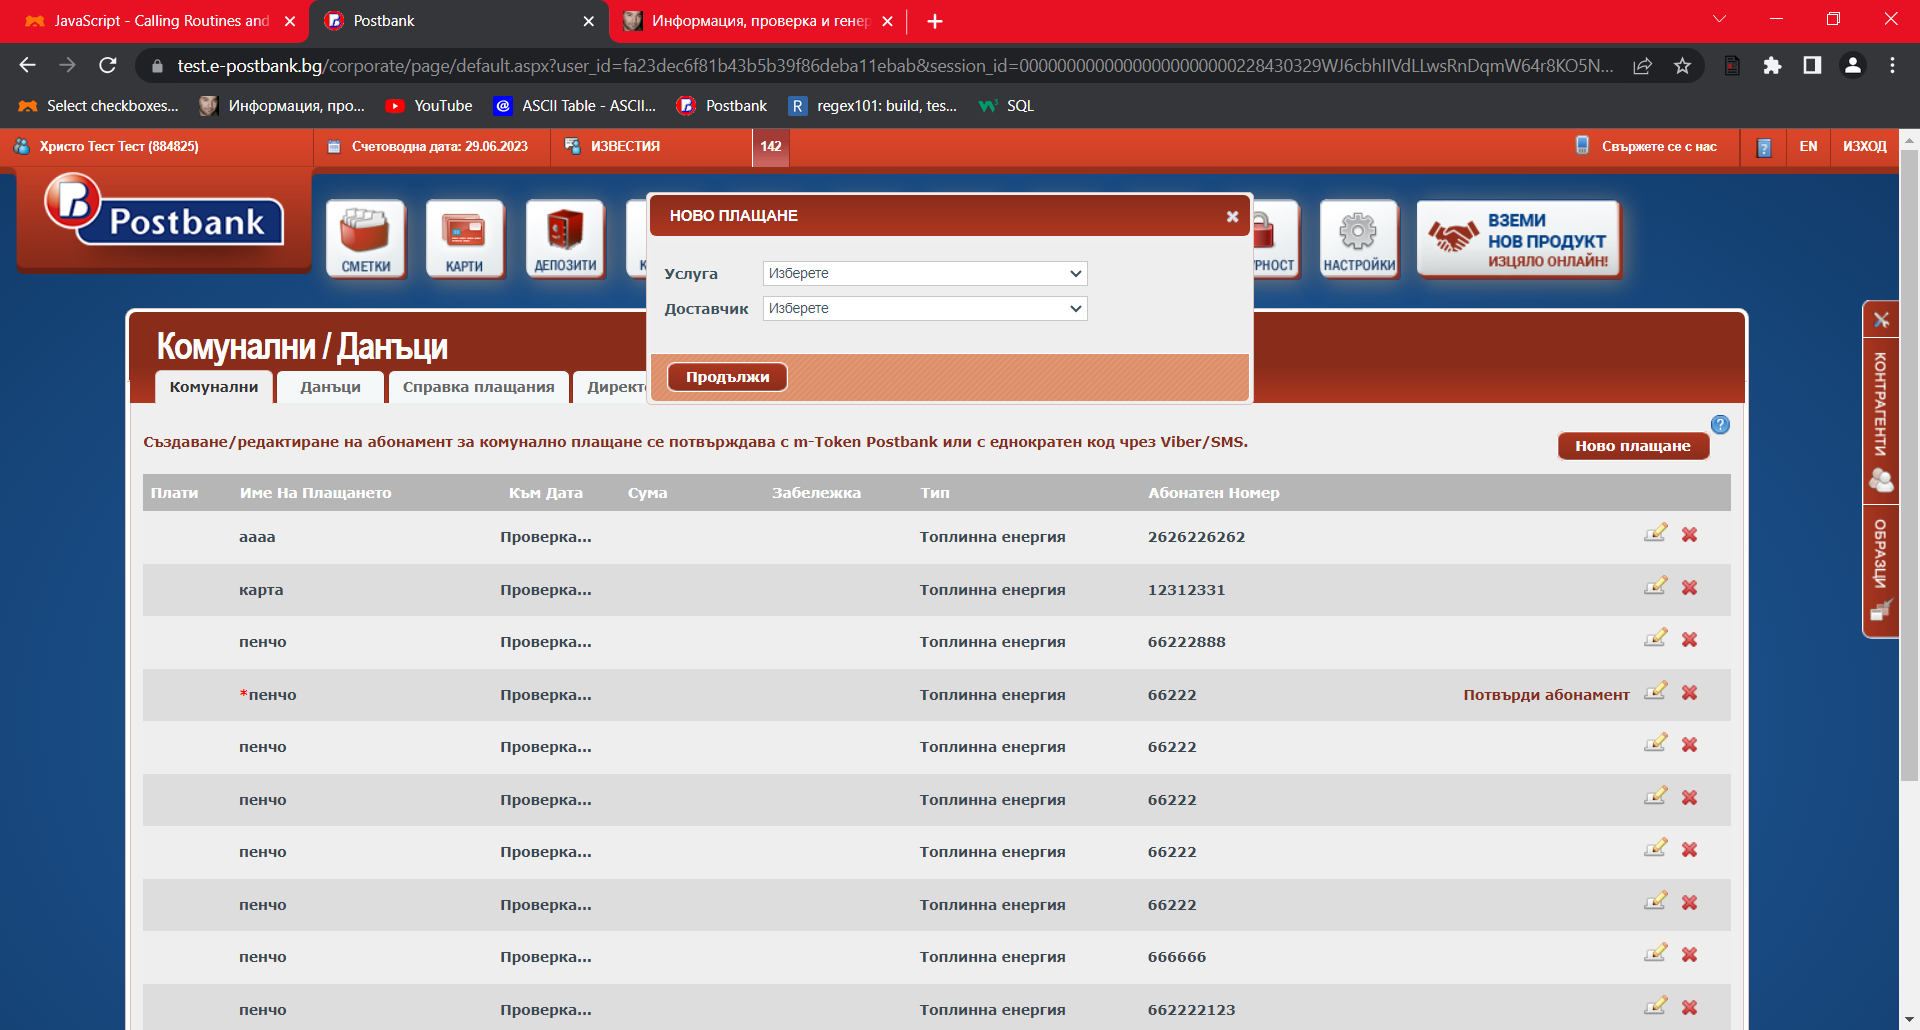 JavaScript - Calling Routines and
Postbank
Информация, проверка и генер
test.e-postbank.bg/corporate/page/default.aspx?user_id=fa23dec6f81b43b5b39f86deba11ebab&session_id=
Select checkboxes...
Информация, про...
YouTube
ASCII Table - ASCII...
Postbank
regex101: build, tes...
SQL
Христо Тест Тест (884825)
Счетоводна дата: 29.06.2023
ИЗВЕСТИЯ
142
Свържете се с нас
EN
ИЗХОД
Postbank
СМЕТКИ
КАРТИ
ДЕПОЗИТИ
К
РНОСТ
НАСТРОЙКИ
ВЗЕМИ
НОВ ПРОДУКТ
ИЗЦЯЛО ОНЛАЙН!
НОВО ПЛАЩАНЕ
Услуга Изберете
Доставчик Изберете
Продължи
Комунални / Данъци
Комунални
Данъци
Справка плащания
Директ
КОНТРАГЕНТИ
ОБРАЗЦИ
Създаване/редактиране на абонамент за комунално плащане се потвърждава с m-Token Postbank или с еднократен код чрез Viber/SMS.
Ново плащане
Плати Име На Плащането Към Дата Сума Забележка Тип Абонатен Номер
аааа Проверка... Топлинна енергия 2626226262
карта Проверка... Топлинна енергия 12312331
пенчо Проверка... Топлинна енергия 66222888
*пенчо Проверка... Топлинна енергия 66222 Потвърди абонамент
пенчо Проверка... Топлинна енергия 66222
пенчо Проверка... Топлинна енергия 66222
пенчо Проверка... Топлинна енергия 66222
пенчо Проверка... Топлинна енергия 66222
пенчо Проверка... Топлинна енергия 666666
пенчо Проверка... Топлинна енергия 662222123